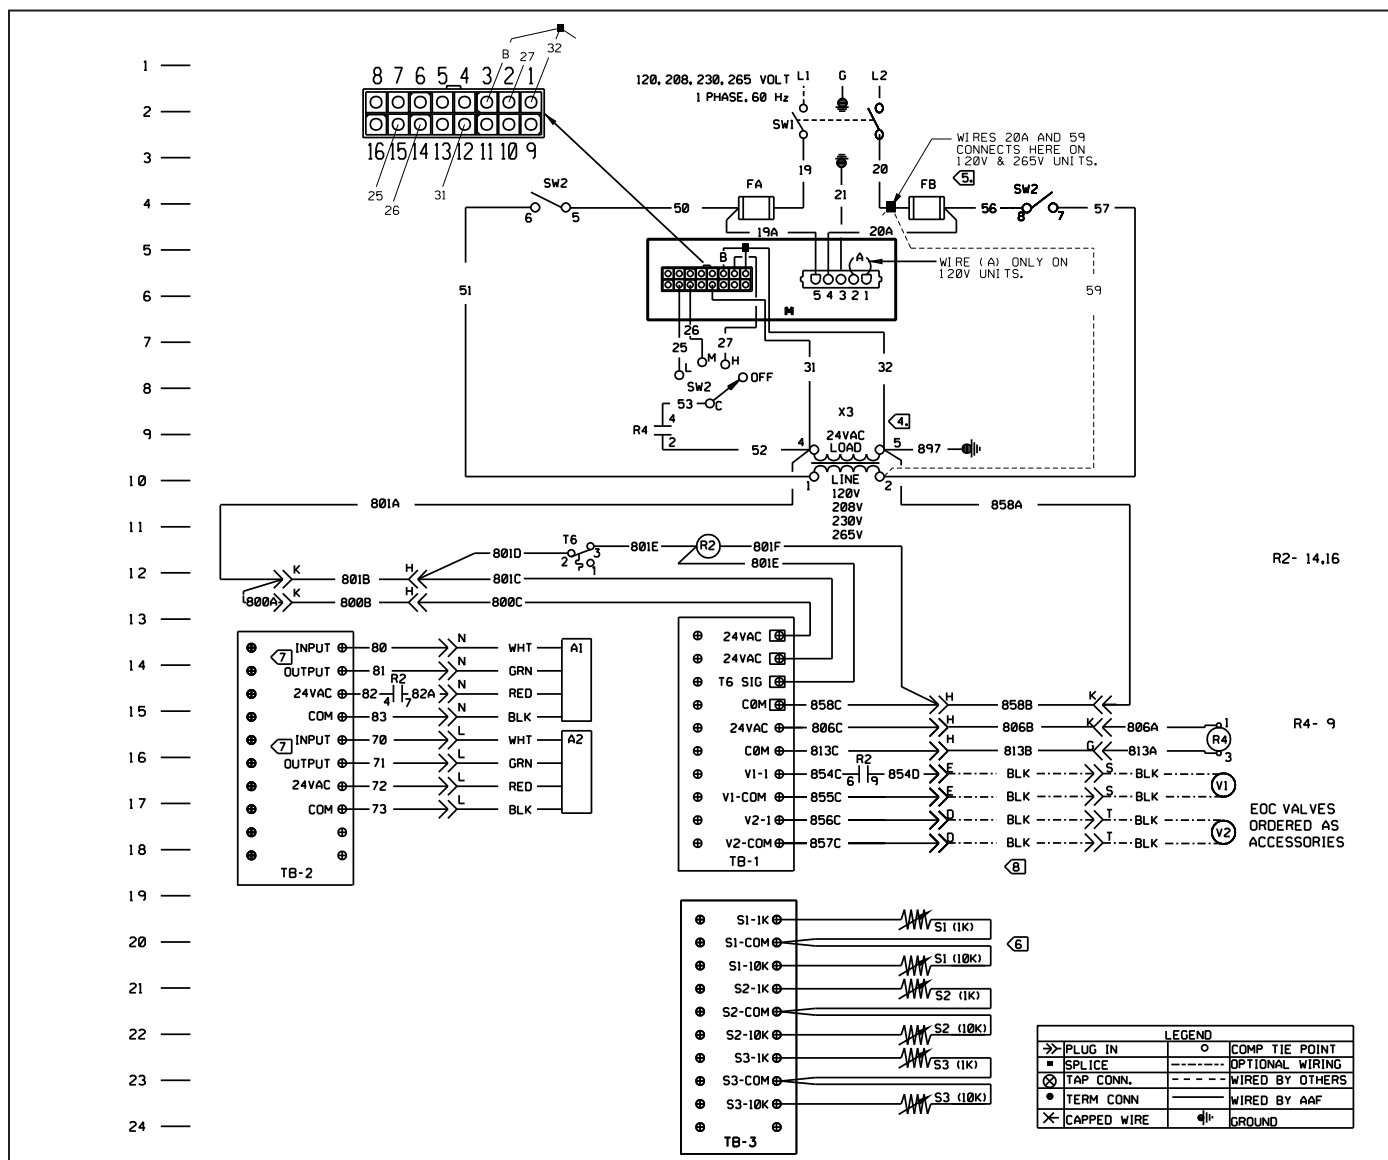 B 27 32
1
8 7 6 5 4 3 2 1
120, 208, 230, 265 VOLT L1 G L2
1 PHASE, 60 Hz
2
SW1
WIRES 20A AND 59
CONNECTS HERE ON
120V & 265V UNITS.
3
16 15 14 13 12 11 10 9
19 21 20
5.
25 26 31
SW2 FA FB SW2
4
6 5 50 56 8 7 57
19A 20A
5
B A
WIRE (A) ONLY ON
120V UNITS.
51 59
6
5 4 3 2 1
M
26
7
25 M 27 H
L 31 32
8
SW2 OFF
53 C
X3
4.
4
R4
2
9
24VAC
52 4 LOAD 5 897
10
1 LINE 2
120V
208V
230V
265V
801A 858A
11
T6
801D 2 3 1 801E R2 801F
801E
R2- 14,16
12
K 801B H 801C
K
800A 800B H 800C
13
24VAC
7 INPUT 80 N WHT A1
14
24VAC
OUTPUT 81 N GRN
R2
T6 SIG
24VAC 82 4 7 82A N RED
15
COM 858C H 858B K
COM 83 N BLK
24VAC 806C H 806B K 806A 1
R4- 9
R4
7 INPUT 70 L WHT A2
16
COM 813C H 813B G 813A 3
OUTPUT 71 L GRN
R2
V1-1 854C 6 9 854D E BLK S BLK
V1
24VAC 72 L RED
17
V1-COM 855C E BLK S BLK
COM 73 L BLK
V2-1 856C D BLK T BLK
V2
EOC VALVES
ORDERED AS
ACCESSORIES
18
V2-COM 857C D BLK T BLK
TB-1
TB-2
8
19
S1-1K S1 (1K)
20
S1-COM
6
S1-10K S1 (10K)
21
S2-1K S2 (1K)
S2-COM
22
S2-10K S2 (10K)
S3-1K S3 (1K)
23
S3-COM
S3-10K S3 (10K)
24
TB-3
LEGEND
PLUG IN COMP TIE POINT
SPLICE OPTIONAL WIRING
TAP CONN. WIRED BY OTHERS
TERM CONN WIRED BY AAF
CAPPED WIRE GROUND